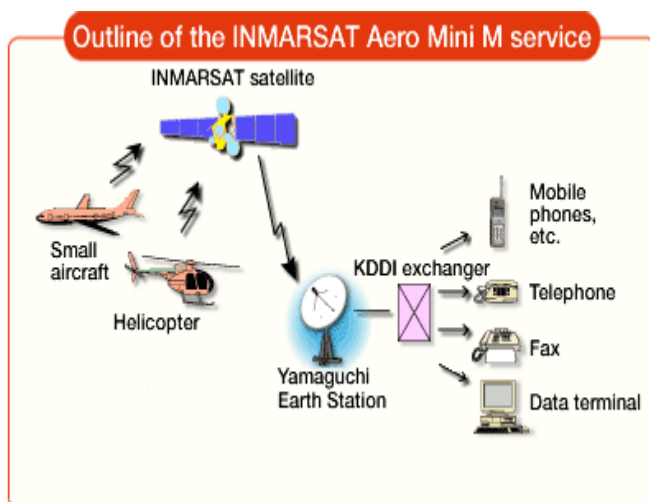 Outline of the INMARSAT Aero Mini M service
INMARSAT satellite
Small
aircraft
Helicopter
Yamaguchi
Earth Station
KDDI exchanger
Mobile
phones,
etc.
Telephone
Fax
Data terminal